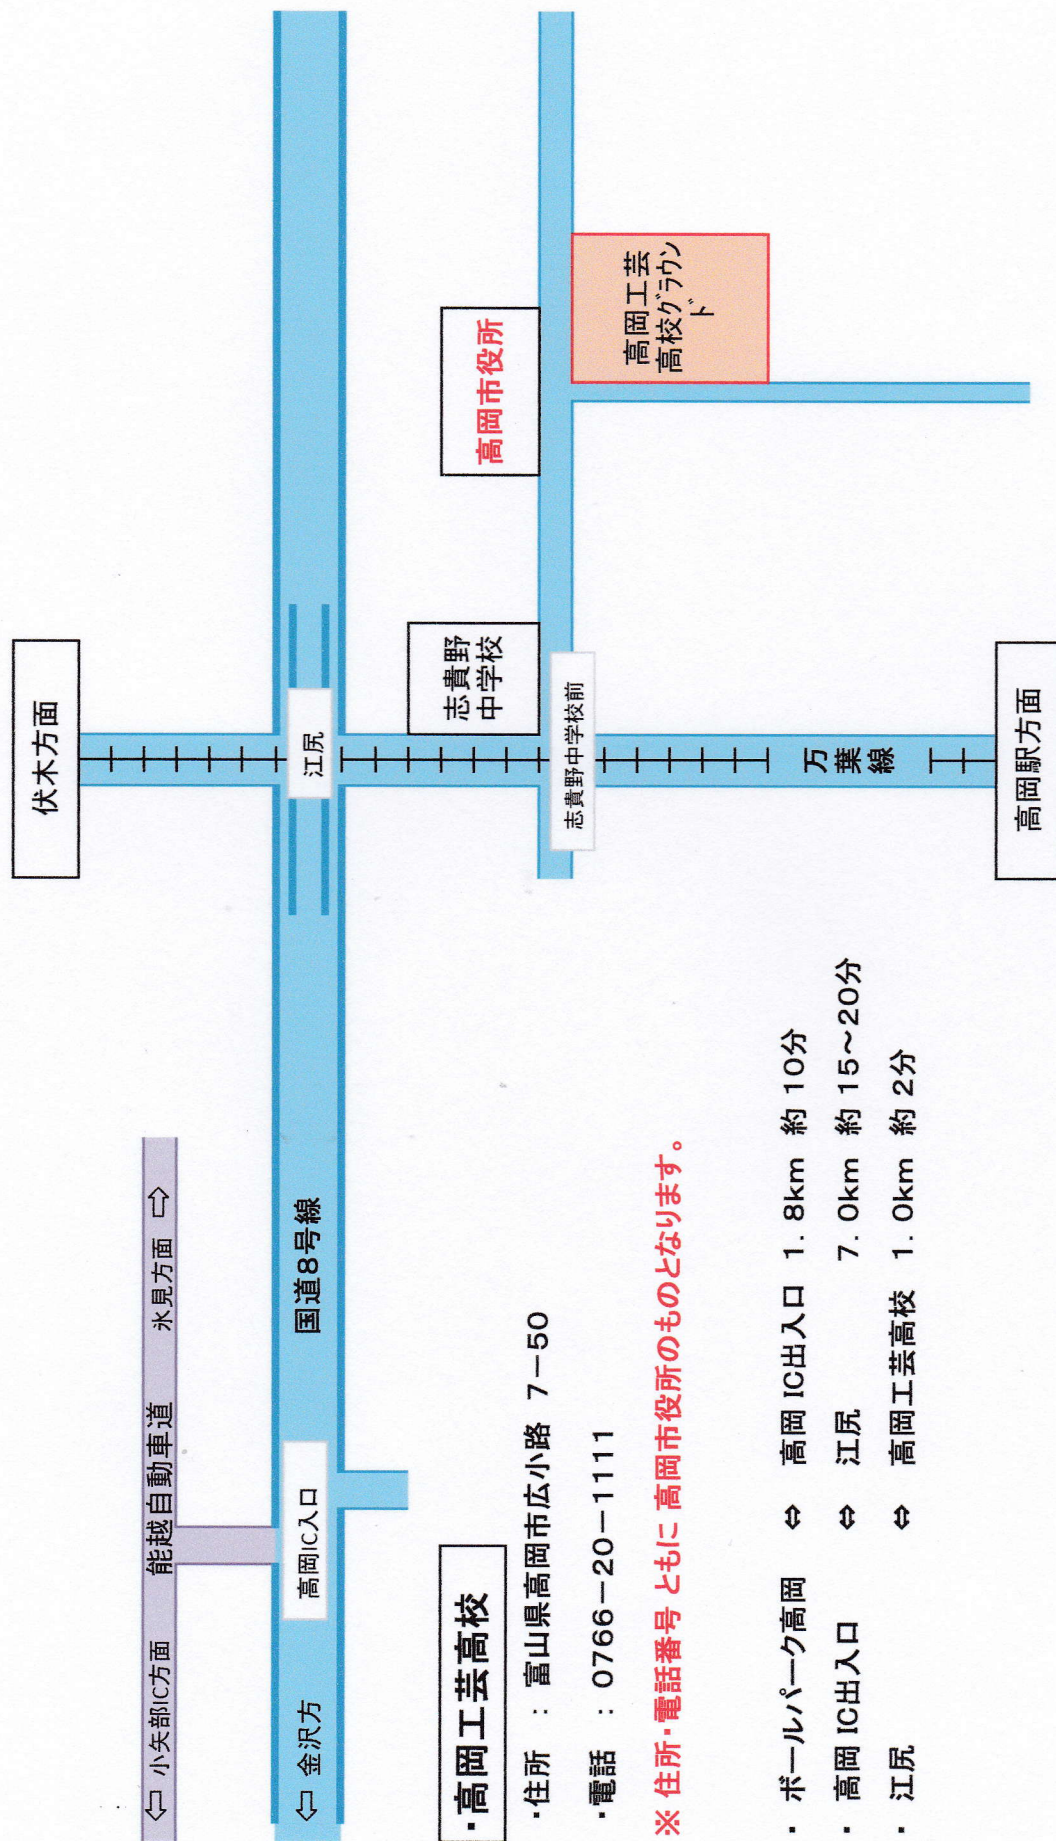 伏木方面
⇦ 小矢部IC方面
能越自動車道
氷見方面 ⇨
⇦ 金沢方
高岡IC入口
国道8号線
江尻
志貴野
中学校
高岡市役所
志貴野中学校前
高岡工芸
高校グラウン
ド
万葉線
高岡駅方面
・高岡工芸高校
・住所 : 富山県高岡市広小路 7－50
・電話 : 0766－20－1111
※ 住所・電話番号 ともに 高岡市役所のものとなります。
・ ボールパーク高岡 ⇔ 高岡 IC出入口 1. 8km 約 10分
・ 高岡 IC出入口 ⇔ 江尻 7. 0km 約 15～20分
・ 江尻 ⇔ 高岡工芸高校 1. 0km 約 2分